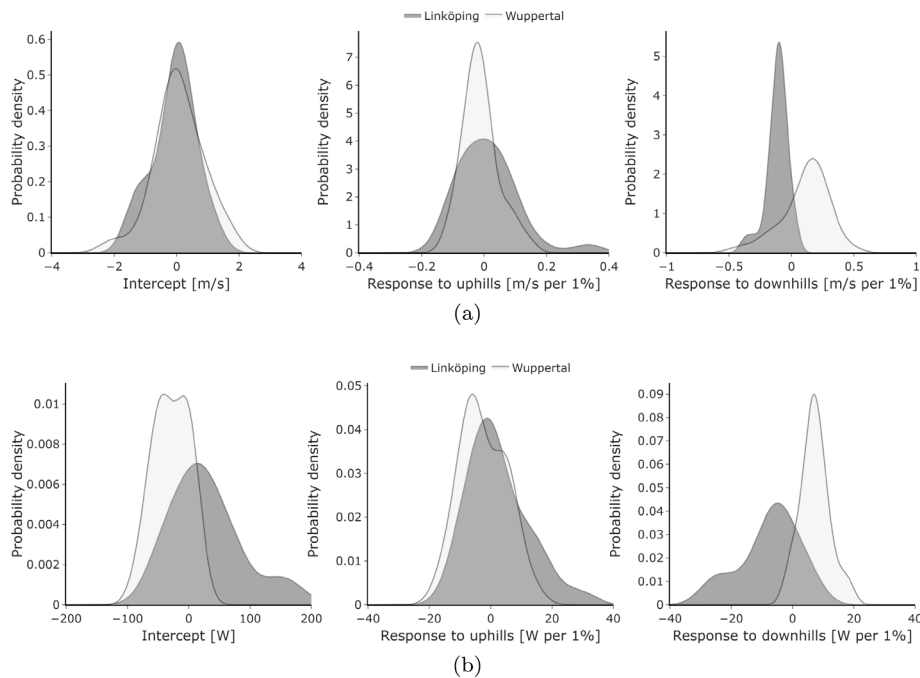 Linköping Wuppertal
0.6 0.5 0.4 0.3 0.2 0.1 0
Probability density
−4 −2 0 2 4
Intercept [m/s]
7 6 5 4 3 2 1 0
Probability density
−0.4 −0.2 0 0.2 0.4
Response to uphills [m/s per 1%]
5 4 3 2 1 0
Probability density
−1 −0.5 0 0.5 1
Response to downhills [m/s per 1%]
(a)
Linköping Wuppertal
0.01 0.008 0.006 0.004 0.002 0
Probability density
−200 −100 0 100 200
Intercept [W]
0.05 0.04 0.03 0.02 0.01 0
Probability density
−40 −20 0 20 40
Response to uphills [W per 1%]
0.09 0.08 0.07 0.06 0.05 0.04 0.03 0.02 0.01 0
Probability density
−40 −20 0 20 40
Response to downhills [W per 1%]
(b)